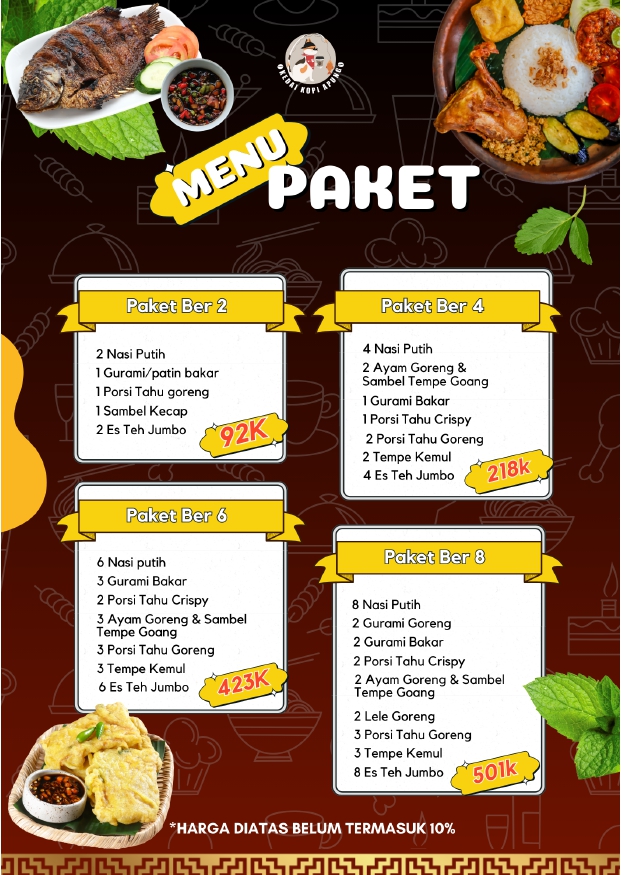 @KEDAI KOPI APUNGO
MENU
PAKET
Paket Ber 2
2 Nasi Putih
1 Gurami/patin bakar
1 Porsi Tahu goreng
1 Sambel Kecap
2 Es Teh Jumbo
92K
Paket Ber 4
4 Nasi Putih
2 Ayam Goreng &
Sambel Tempe Goang
1 Gurami Bakar
1 Porsi Tahu Crispy
2 Porsi Tahu Goreng
2 Tempe Kemul
4 Es Teh Jumbo
218k
Paket Ber 6
6 Nasi putih
3 Gurami Bakar
2 Porsi Tahu Crispy
3 Ayam Goreng & Sambel
Tempe Goang
3 Porsi Tahu Goreng
3 Tempe Kemul
6 Es Teh Jumbo
423K
Paket Ber 8
8 Nasi Putih
2 Gurami Goreng
2 Gurami Bakar
2 Porsi Tahu Crispy
2 Ayam Goreng & Sambel
Tempe Goang
2 Lele Goreng
3 Porsi Tahu Goreng
3 Tempe Kemul
8 Es Teh Jumbo
501k
*HARGA DIATAS BELUM TERMASUK 10%